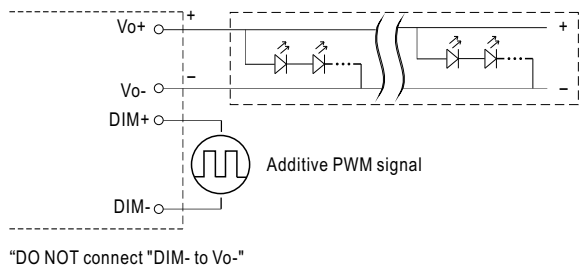 Vo+
+
+
−
Vo-
−
DIM+
Additive PWM signal
DIM-
“DO NOT connect "DIM- to Vo-"